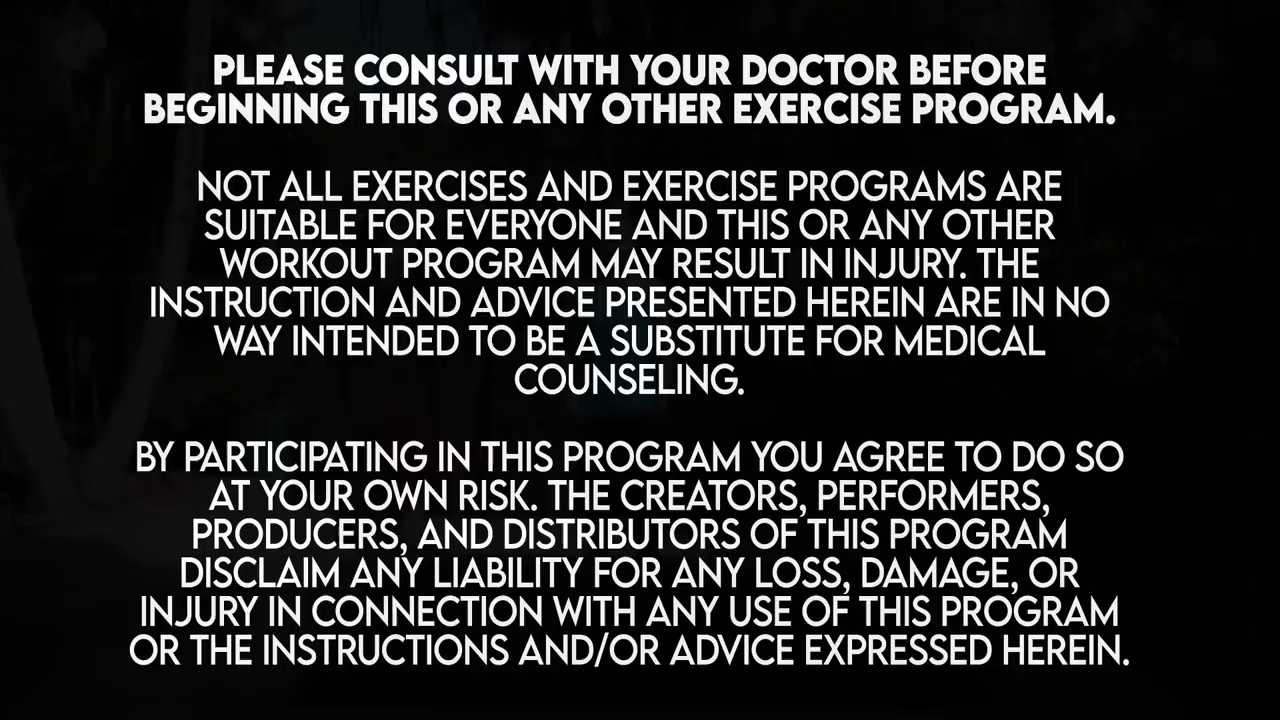 PLEASE CONSULT WITH YOUR DOCTOR BEFORE
BEGINNING THIS OR ANY OTHER EXERCISE PROGRAM.
NOT ALL EXERCISES AND EXERCISE PROGRAMS ARE
SUITABLE FOR EVERYONE AND THIS OR ANY OTHER
WORKOUT PROGRAM MAY RESULT IN INJURY. THE
INSTRUCTION AND ADVICE PRESENTED HEREIN ARE IN NO
WAY INTENDED TO BE A SUBSTITUTE FOR MEDICAL
COUNSELING.
BY PARTICIPATING IN THIS PROGRAM YOU AGREE TO DO SO
AT YOUR OWN RISK. THE CREATORS, PERFORMERS,
PRODUCERS, AND DISTRIBUTORS OF THIS PROGRAM
DISCLAIM ANY LIABILITY FOR ANY LOSS, DAMAGE, OR
INJURY IN CONNECTION WITH ANY USE OF THIS PROGRAM
OR THE INSTRUCTIONS AND/OR ADVICE EXPRESSED HEREIN.